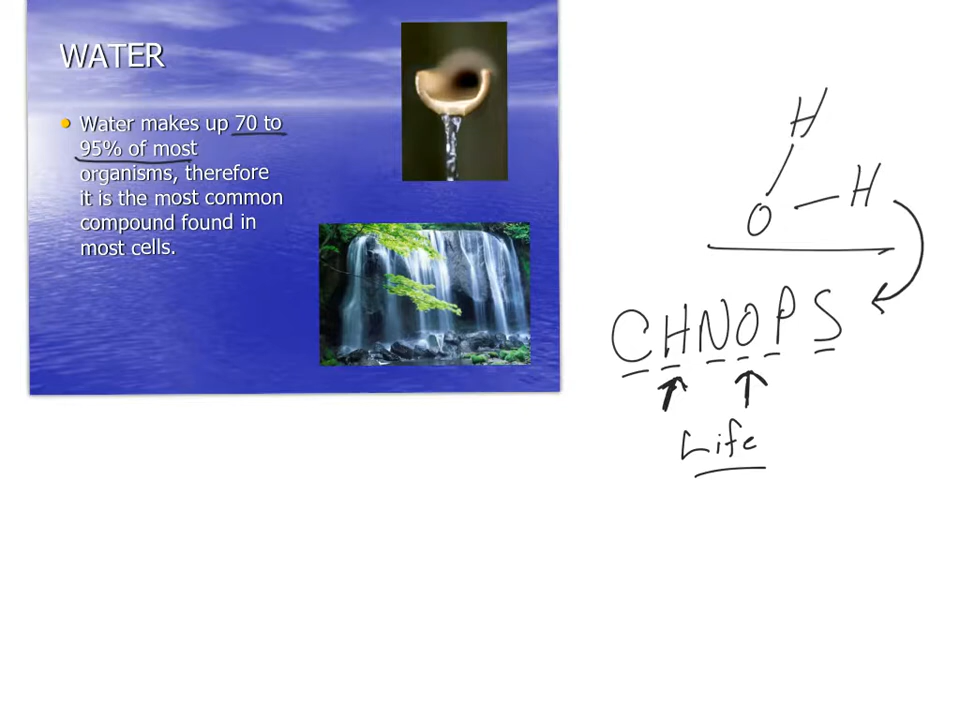 WATER
Water makes up 70 to
95% of most
organisms, therefore
it is the most common
compound found in
most cells.
H
O — H
CHNOPS
Life